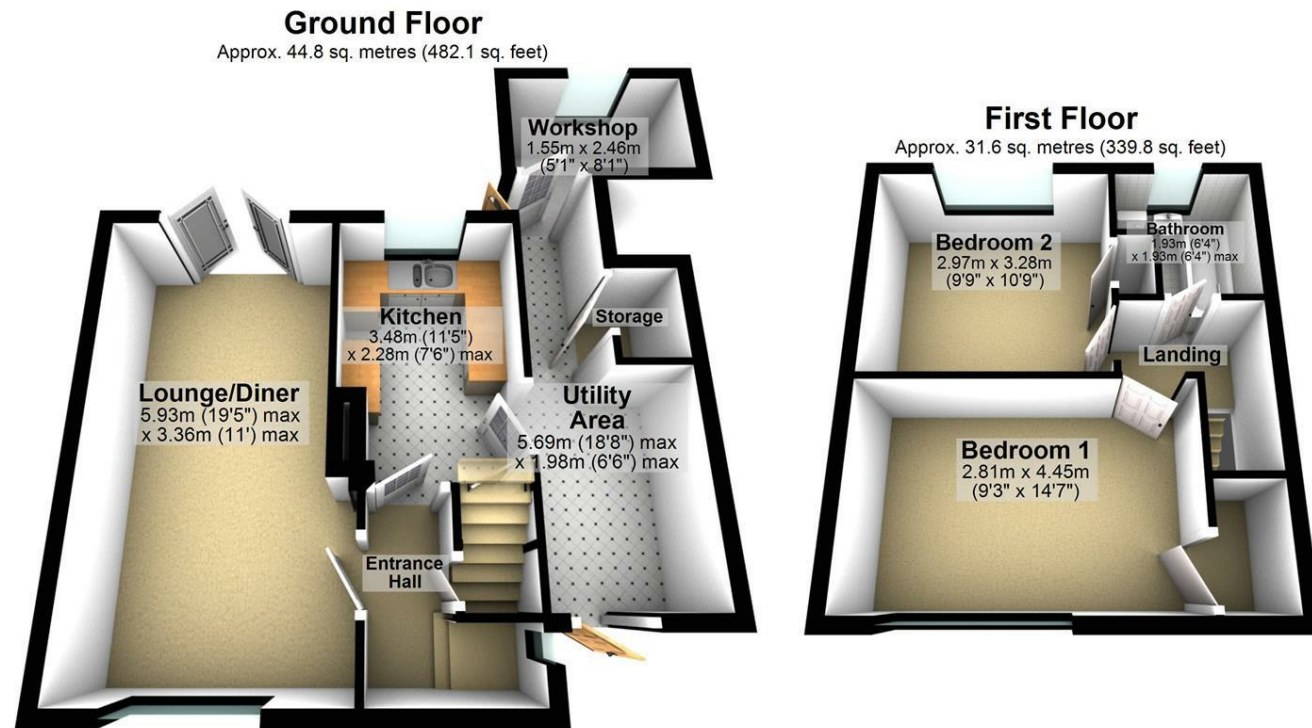 Ground Floor
Approx. 44.8 sq. metres (482.1 sq. feet)
Workshop
1.55m x 2.46m
(5'1" x 8'1")
Kitchen
3.48m (11'5")
x 2.28m (7'6") max
Storage
Lounge/Diner
5.93m (19'5") max
x 3.36m (11') max
Utility
Area
5.69m (18'8") max
x 1.98m (6'6") max
Entrance
Hall
First Floor
Approx. 31.6 sq. metres (339.8 sq. feet)
Bedroom 2
2.97m x 3.28m
(9'9" x 10'9")
Bathroom
1.93m (6'4")
x 1.93m (6'4") max
Landing
Bedroom 1
2.81m x 4.45m
(9'3" x 14'7")